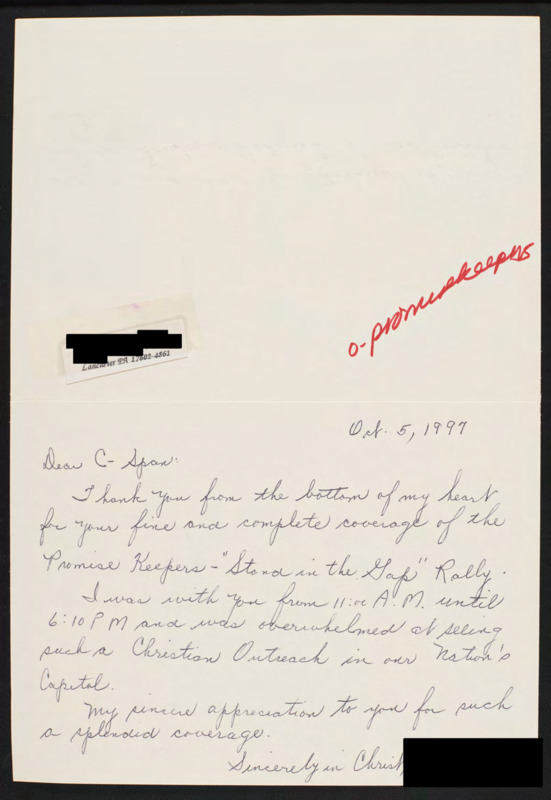 o-promisekeepers
Lancaster PA 17602-4861
Oct. 5, 1997
Dear C-Span:
Thank you from the bottom of my heart
for your fine and complete coverage of the
Promise Keepers - "Stand in the Gap" Rally.
I was with you from 11:00 A.M. until
6:10 P M and was overwhelmed at seeing
such a Christian Outreach in our Nation's
Capital.
My sincere appreciation to you for such
a splendid coverage.
Sincerely in Christ,